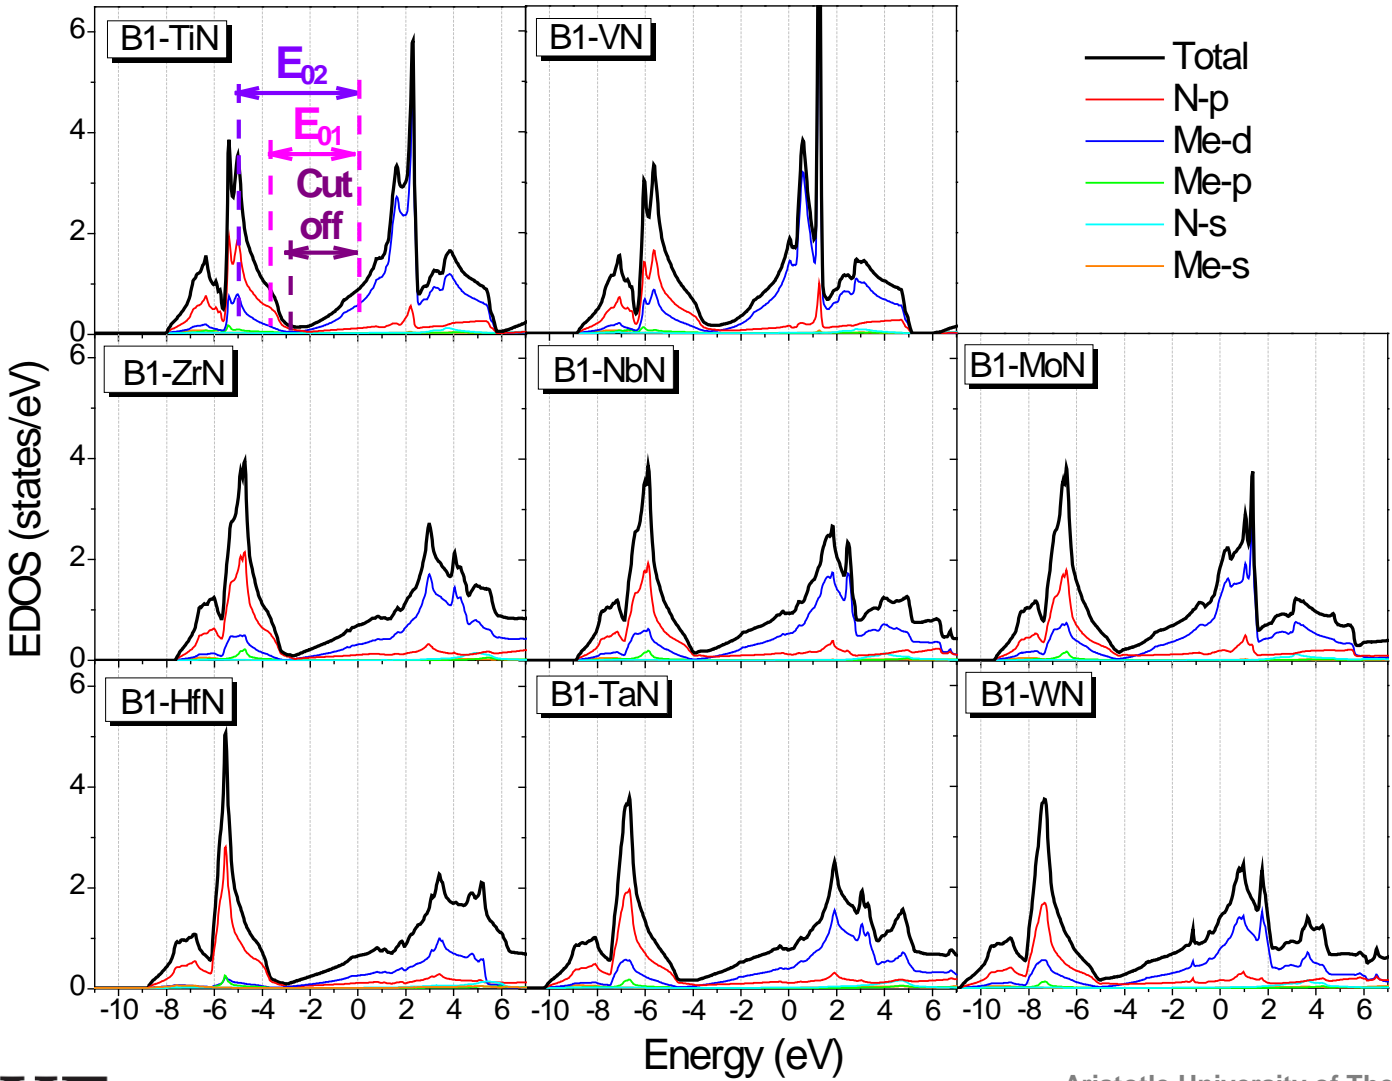 B1-TiN
B1-VN
E02
E01
Cut
off
Total
N-p
Me-d
Me-p
N-s
Me-s
6
4
2
0
B1-ZrN
B1-NbN
B1-MoN
6
4
2
0
EDOS (states/eV)
B1-HfN
B1-TaN
B1-WN
6
4
2
0
-10 -8 -6 -4 -2 0 2 4 6
-10 -8 -6 -4 -2 0 2 4 6
-10 -8 -6 -4 -2 0 2 4 6
Energy (eV)